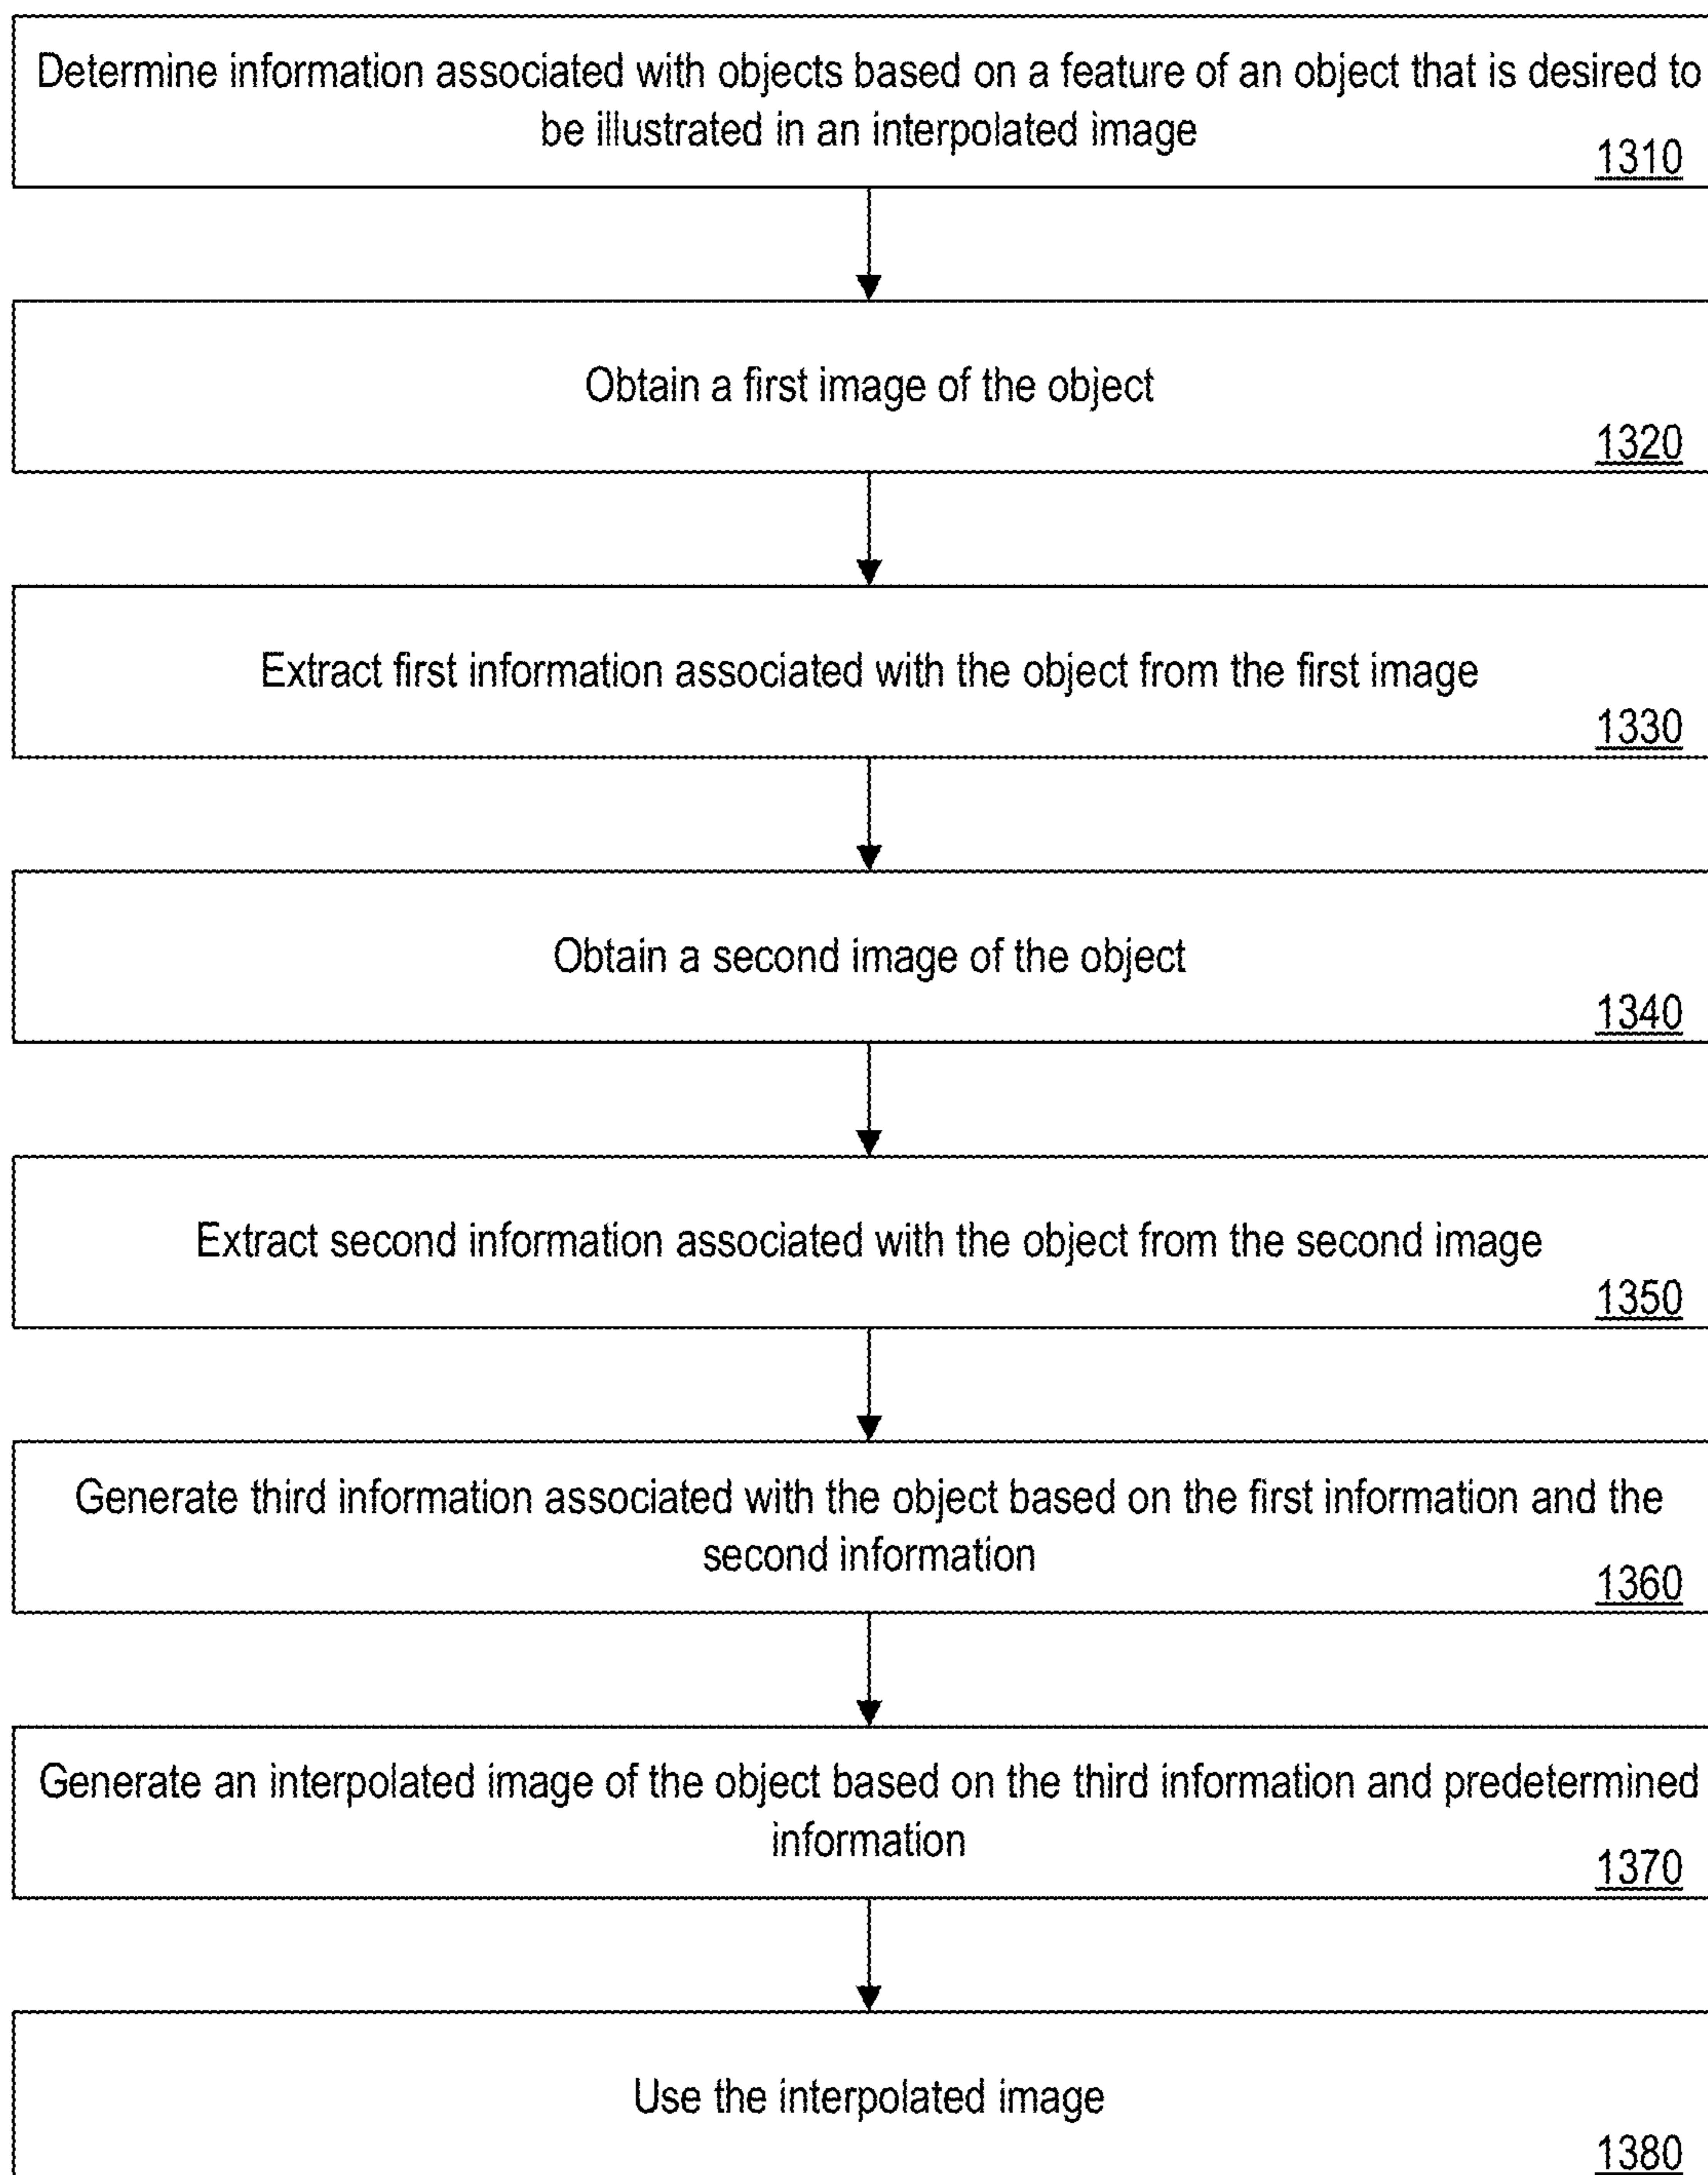 Determine information associated with objects based on a feature of an object that is desired to
be illustrated in an interpolated image
1310
Obtain a first image of the object
1320
Extract first information associated with the object from the first image
1330
Obtain a second image of the object
1340
Extract second information associated with the object from the second image
1350
Generate third information associated with the object based on the first information and the
second information
1360
Generate an interpolated image of the object based on the third information and predetermined
information
1370
Use the interpolated image
1380